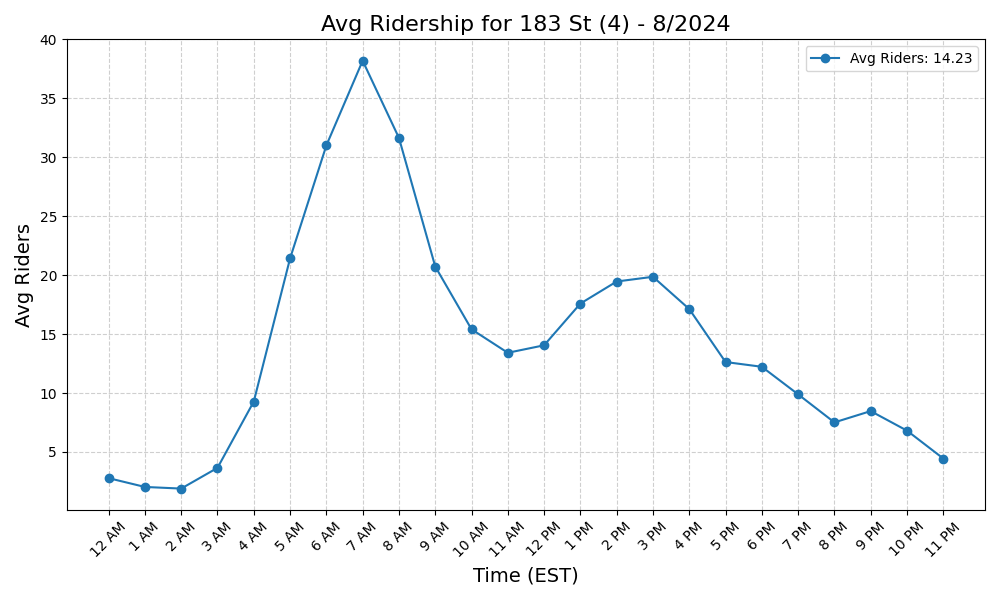 Avg Ridership for 183 St (4) - 8/2024
Avg Riders: 14.23
Avg Riders
40
35
30
25
20
15
10
5
12 AM
1 AM
2 AM
3 AM
4 AM
5 AM
6 AM
7 AM
8 AM
9 AM
10 AM
11 AM
12 PM
1 PM
2 PM
3 PM
4 PM
5 PM
6 PM
7 PM
8 PM
9 PM
10 PM
11 PM
Time (EST)